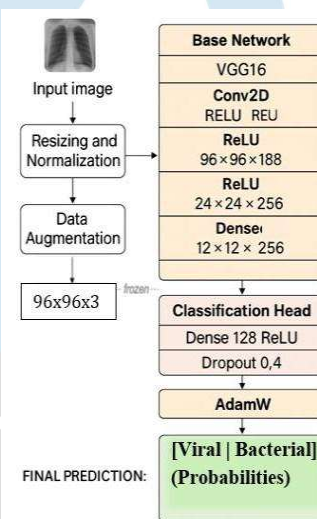 Input image
Resizing and
Normalization
Data
Augmentation
96x96x3
frozen
Base Network
VGG16
Conv2D
RELU REU
ReLU
96×96×188
ReLU
24×24×256
Dense
12×12 × 256
Classification Head
Dense 128 ReLU
Dropout 0,4
AdamW
[Viral | Bacterial]
(Probabilities)
FINAL PREDICTION: